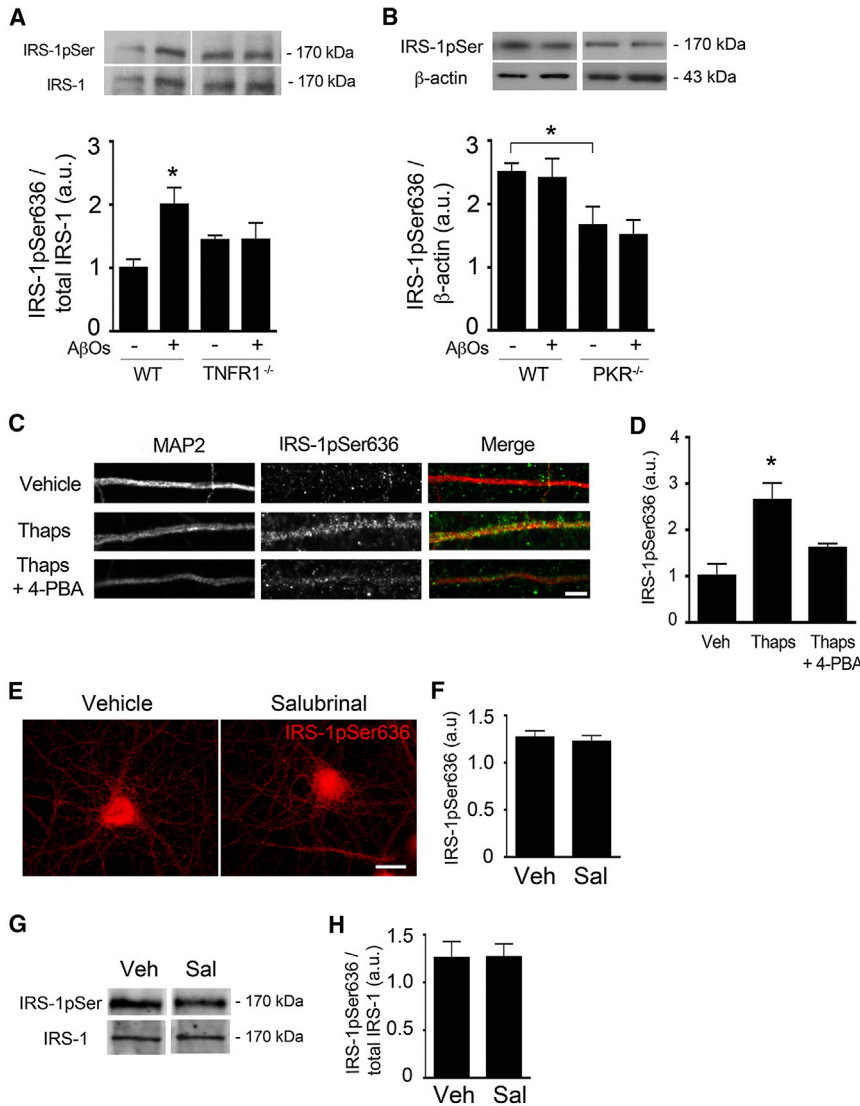 A
IRS-1pSer - 170 kDa
IRS-1 - 170 kDa
IRS-1pSer636 /
total IRS-1 (a.u.)
3
2
1
0
AβOs - + - +
WT TNFR1-/-
B
IRS-1pSer - 170 kDa
β-actin - 43 kDa
IRS-1pSer636 /
β-actin (a.u.)
3
2
1
0
*
AβOs - + - +
WT PKR-/-
*
C
MAP2 IRS-1pSer636 Merge
Vehicle
Thaps
Thaps
+ 4-PBA
D
IRS-1pSer636 (a.u.)
4
3
2
1
0
*
Veh Thaps Thaps
+ 4-PBA
E
Vehicle Salubrinal
IRS-1pSer636
F
IRS-1pSer636 (a.u)
1.5
1.0
0.5
0
Veh Sal
G
Veh Sal
IRS-1pSer - 170 kDa
IRS-1 - 170 kDa
H
IRS-1pSer636 /
total IRS-1 (a.u.)
1.5
1.0
0.5
0
Veh Sal